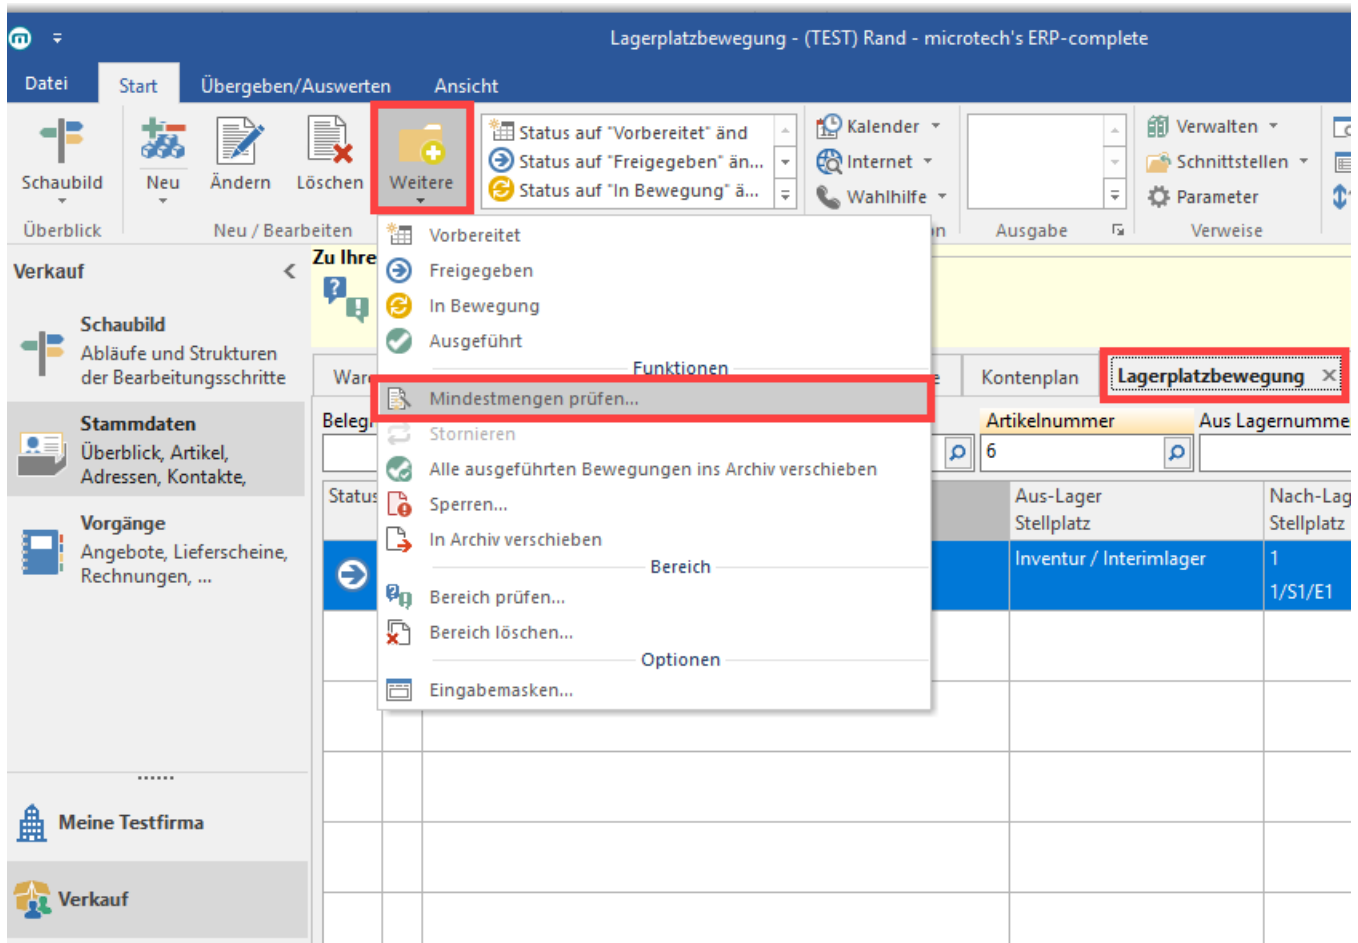 Lagerplatzbewegung - (TEST) Rand - microtech's ERP-complete
Datei
Start
Übergeben/Auswerten
Ansicht
Schaubild
Neu
Ändern
Löschen
Weitere
Status auf "Vorbereitet" änd
Status auf "Freigegeben" än...
Status auf "In Bewegung" ä...
Kalender
Internet
Wahlhilfe
Verwalten
Schnittstellen
Parameter
Überblick
Neu / Bearbeiten
Ausgabe
Verweise
Verkauf
Schaubild
Abläufe und Strukturen
der Bearbeitungsschritte
Stammdaten
Überblick, Artikel,
Adressen, Kontakte,
Vorgänge
Angebote, Lieferscheine,
Rechnungen, ...
Meine Testfirma
Verkauf
Zu Ihre
Vorbereitet
Freigegeben
In Bewegung
Ausgeführt
Funktionen
Mindestmengen prüfen...
Stornieren
Alle ausgeführten Bewegungen ins Archiv verschieben
Sperren...
In Archiv verschieben
Bereich
Bereich prüfen...
Bereich löschen...
Optionen
Eingabemasken...
Kontenplan
Lagerplatzbewegung
Artikelnummer
Aus Lagernumme
6
Status
Aus-Lager
Stellplatz
Nach-Lag
Stellplatz
Inventur / Interimlager
1
1/S1/E1